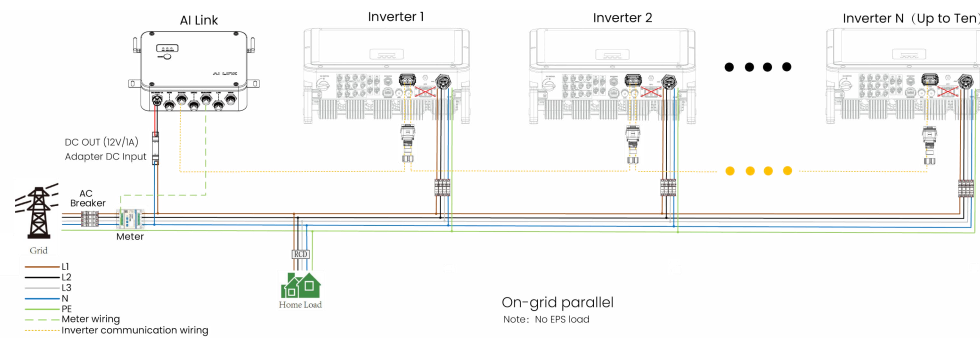 AI Link
Inverter 1
Inverter 2
Inverter N（Up to Ten）
AI LINK
DC OUT (12V/1A)
Adapter DC Input
AC
Breaker
Meter
Grid
RCD
Home Load
L1
L2
L3
N
PE
Meter wiring
Inverter communication wiring
On-grid parallel
Note：No EPS load